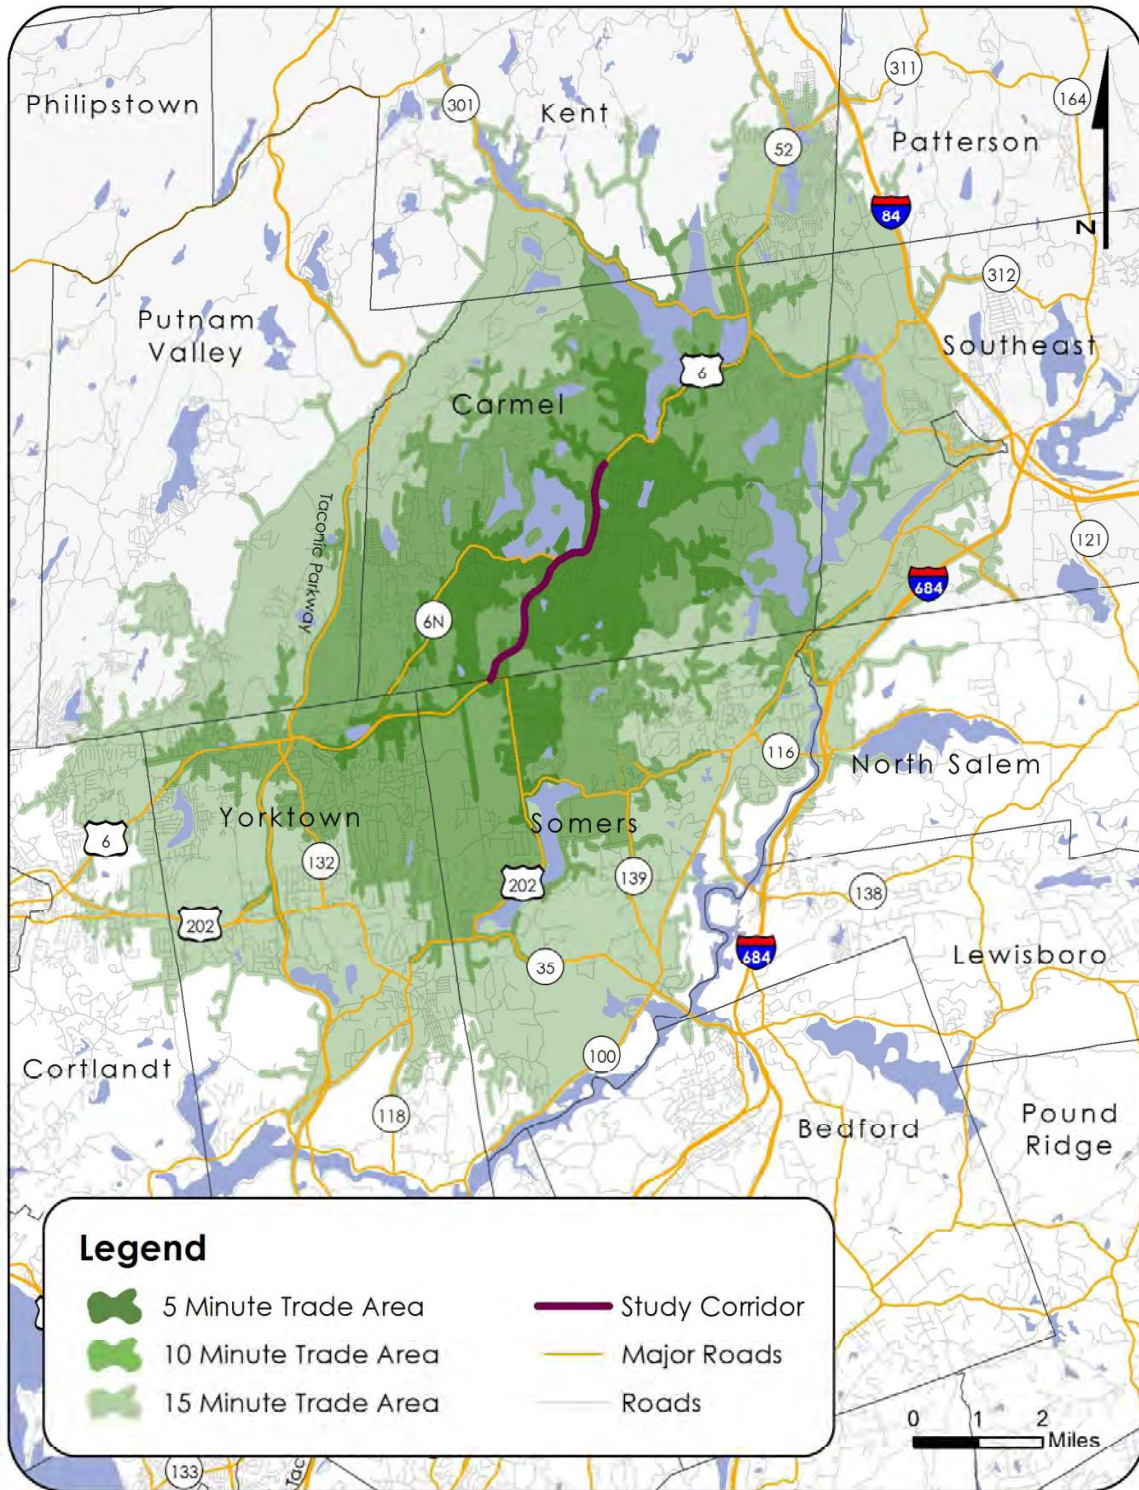 311
301
Kent
164
Philipstown
52
Patterson
84
N
312
Putnam
Valley
Southeast
6
Carmel
Taconic Parkway
121
684
6N
116
North Salem
Yorktown
Somers
6
132
202
139
138
202
684
Lewisboro
35
100
Cortlandt
118
Bedford
Pound
Ridge
Legend
5 Minute Trade Area
10 Minute Trade Area
15 Minute Trade Area
Study Corridor
Major Roads
Roads
0 1 2
Miles
133
Tac